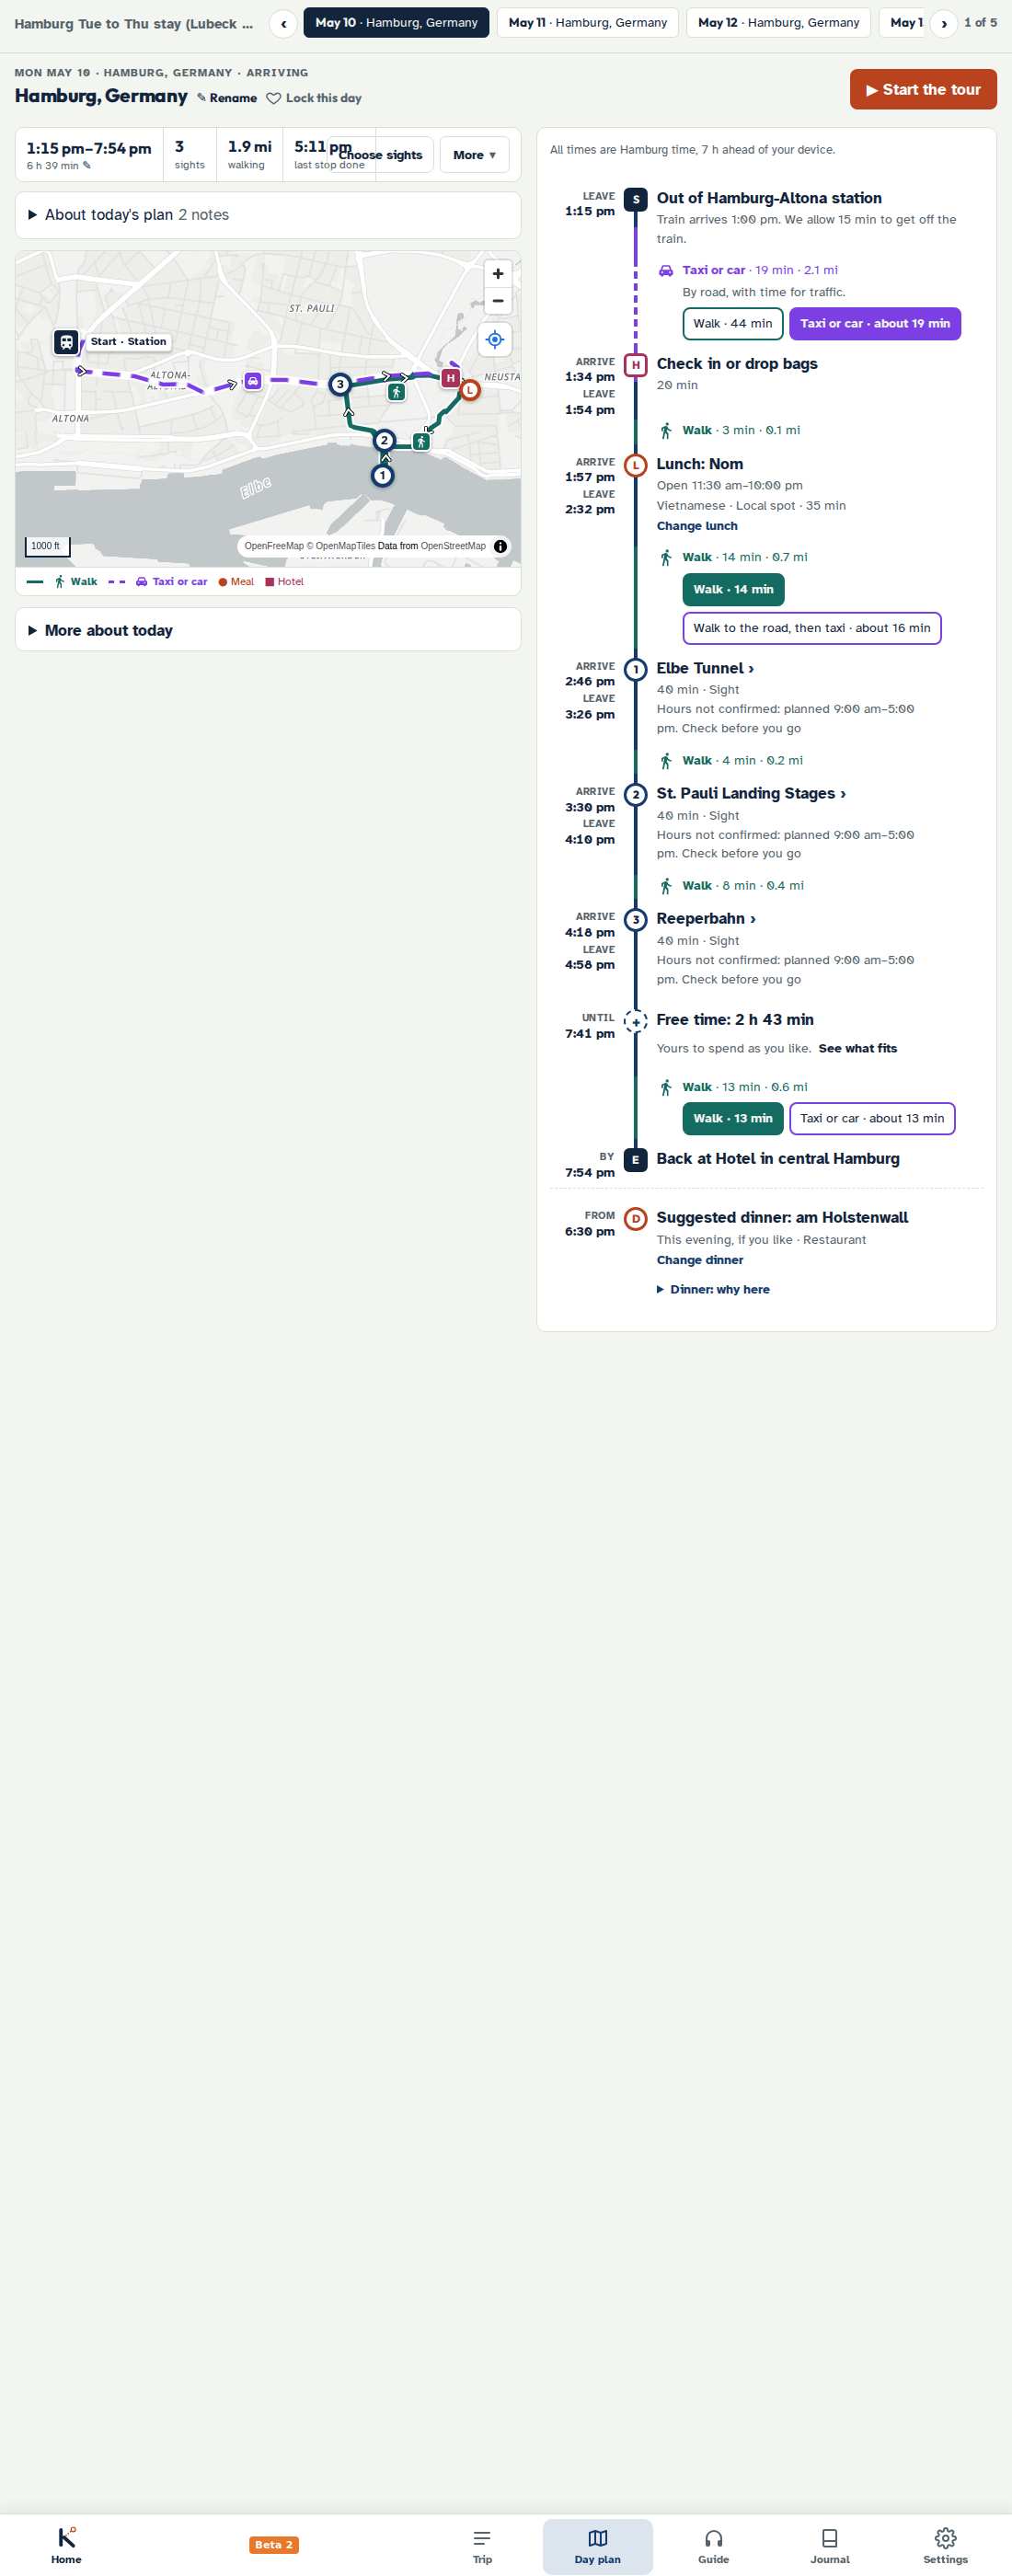 Hamburg Tue to Thu stay (Lubeck ...
‹
May 10 · Hamburg, Germany
May 11 · Hamburg, Germany
May 12 · Hamburg, Germany
May 1
›
1 of 5
MON MAY 10 · HAMBURG, GERMANY · ARRIVING
Hamburg, Germany ✎ Rename ♡ Lock this day
▶ Start the tour
1:15 pm–7:54 pm
6 h 39 min ✎
3
sights
1.9 mi
walking
5:11 pm
last stop done
Choose sights
More ▾
▶ About today's plan 2 notes
ST. PAULI
Start · Station
ALTONA-
ALTONA
NEUSTA
H
L
3
2
1
Elbe
+
−
1000 ft
OpenFreeMap © OpenMapTiles Data from OpenStreetMap
Walk
Taxi or car
Meal
Hotel
▶ More about today
All times are Hamburg time, 7 h ahead of your device.
LEAVE
1:15 pm
S
Out of Hamburg-Altona station
Train arrives 1:00 pm. We allow 15 min to get off the
train.
Taxi or car · 19 min · 2.1 mi
By road, with time for traffic.
Walk · 44 min
Taxi or car · about 19 min
ARRIVE
1:34 pm
LEAVE
1:54 pm
H
Check in or drop bags
20 min
Walk · 3 min · 0.1 mi
ARRIVE
1:57 pm
LEAVE
2:32 pm
L
Lunch: Nom
Open 11:30 am–10:00 pm
Vietnamese · Local spot · 35 min
Change lunch
Walk · 14 min · 0.7 mi
Walk · 14 min
Walk to the road, then taxi · about 16 min
ARRIVE
2:46 pm
LEAVE
3:26 pm
1
Elbe Tunnel ›
40 min · Sight
Hours not confirmed: planned 9:00 am–5:00
pm. Check before you go
Walk · 4 min · 0.2 mi
ARRIVE
3:30 pm
LEAVE
4:10 pm
2
St. Pauli Landing Stages ›
40 min · Sight
Hours not confirmed: planned 9:00 am–5:00
pm. Check before you go
Walk · 8 min · 0.4 mi
ARRIVE
4:18 pm
LEAVE
4:58 pm
3
Reeperbahn ›
40 min · Sight
Hours not confirmed: planned 9:00 am–5:00
pm. Check before you go
UNTIL
7:41 pm
+
Free time: 2 h 43 min
Yours to spend as you like. See what fits
Walk · 13 min · 0.6 mi
Walk · 13 min
Taxi or car · about 13 min
BY
7:54 pm
E
Back at Hotel in central Hamburg
FROM
6:30 pm
D
Suggested dinner: am Holstenwall
This evening, if you like · Restaurant
Change dinner
▶ Dinner: why here
Home
Beta 2
Trip
Day plan
Guide
Journal
Settings